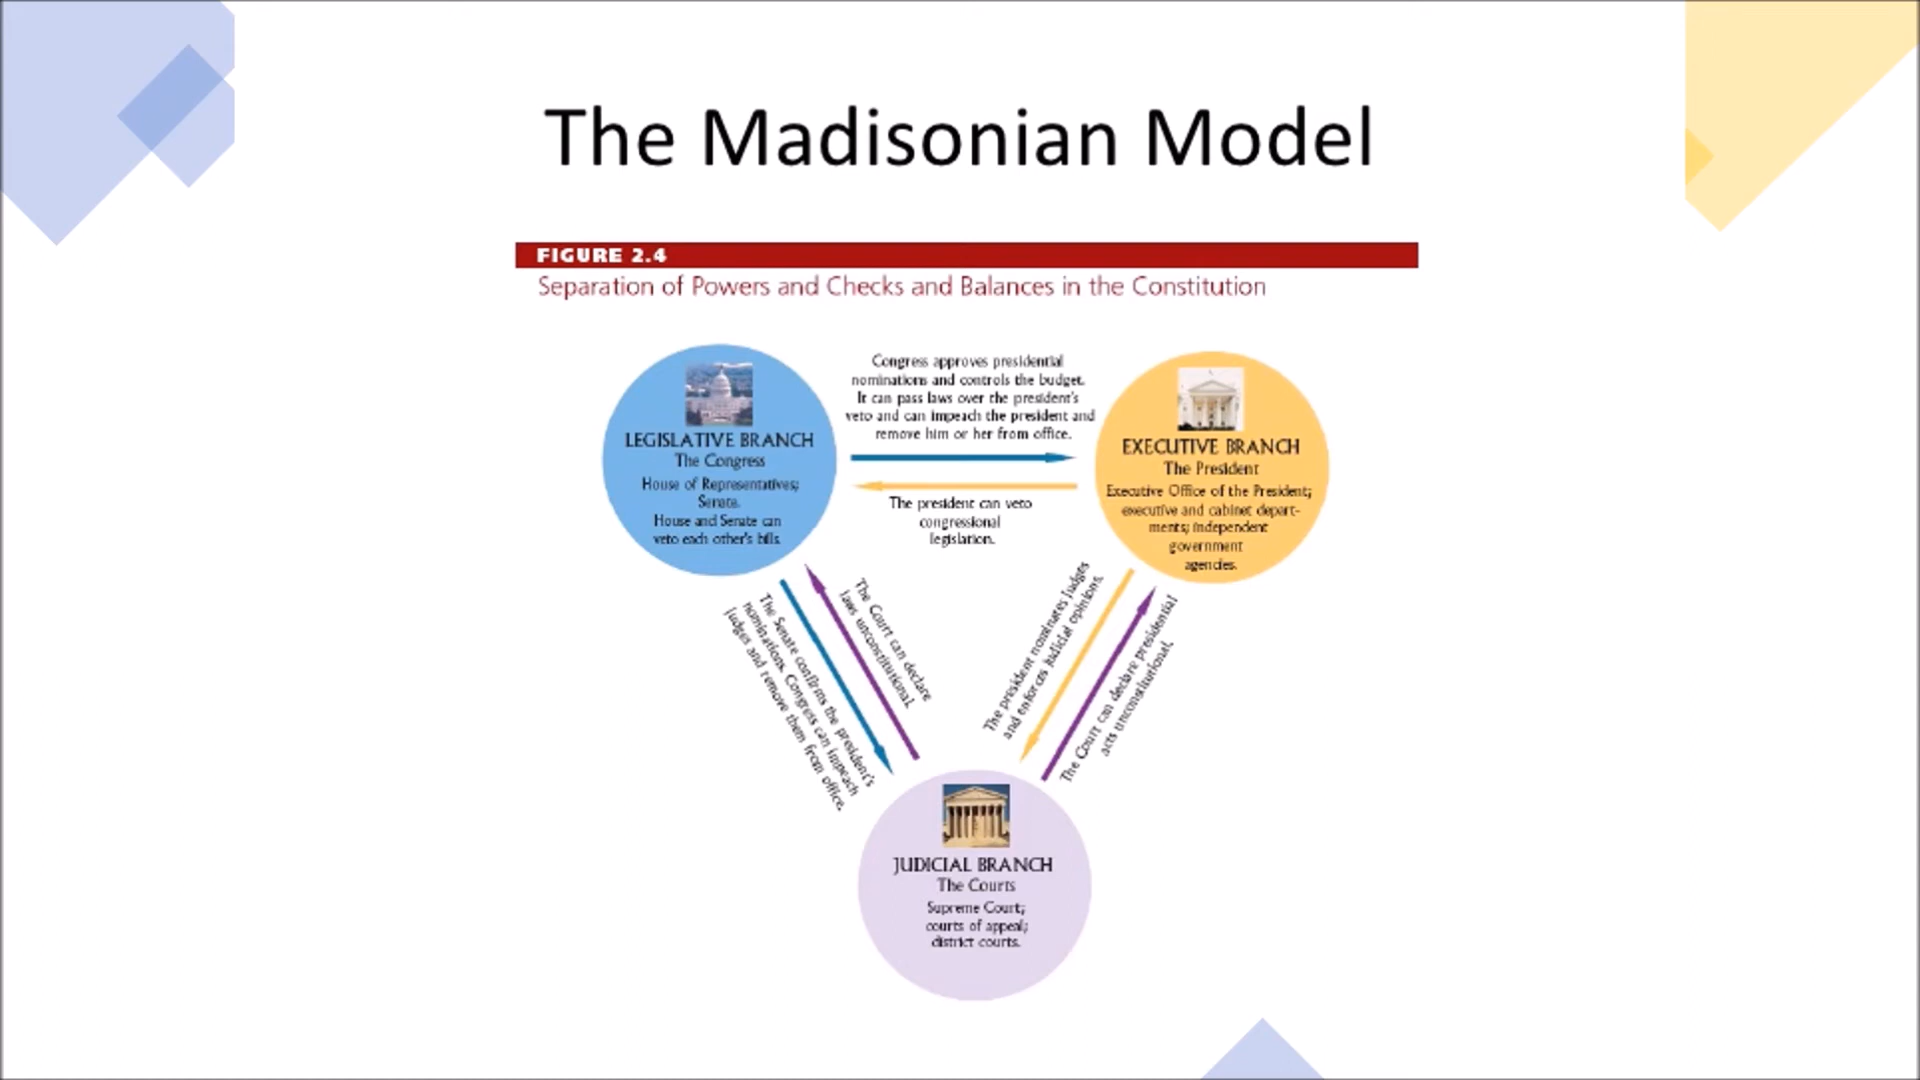 The Madisonian Model
FIGURE 2.4
Separation of Powers and Checks and Balances in the Constitution
LEGISLATIVE BRANCH
The Congress
House of Representatives;
Senate.
House and Senate can
veto each other's bills.
Congress approves presidential
nominations and controls the budget.
It can pass laws over the president's
veto and can impeach the president and
remove him or her from office.
The president can veto
congressional
legislation.
EXECUTIVE BRANCH
The President
Executive Office of the President;
executive and cabinet depart-
ments; independent
government
agencies.
The Senate confirms the president's
nominations. Congress can impeach
judges and remove them from office.
The Court can declare
laws unconstitutional.
The president nominates judges
and enforces judicial opinions.
The Court can declare presidential
acts unconstitutional.
JUDICIAL BRANCH
The Courts
Supreme Court;
courts of appeal;
district courts.